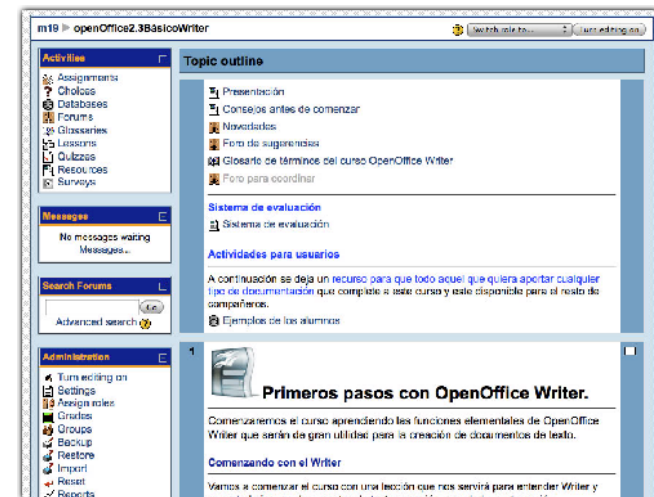 m19 ▶ openOffice2.3BásicoWriter
Switch role to...
Turn editing on
Activities
Assignments
Choices
Databases
Forums
Glossaries
Lessons
Quizzes
Resources
Surveys
Messages
No messages waiting
Messages...
Search Forums
Go
Advanced search
Administration
Turn editing on
Settings
Assign roles
Grades
Groups
Backup
Restore
Import
Reset
Reports
Topic outline
Presentación
Consejos antes de comenzar
Novedades
Foro de sugerencias
Glosario de términos del curso OpenOffice Writer
Foro para coordinar
Sistema de evaluación
Sistema de evaluación
Actividades para usuarios
A continuación se deja un recurso para que todo aquel que quiera aportar cualquier
tipo de documentación que complete a este curso y este disponible para el resto de
compañeros.
Ejemplos de los alumnos
1
Primeros pasos con OpenOffice Writer.
Comenzaremos el curso aprendiendo las funciones elementales de OpenOffice
Writer que serán de gran utilidad para la creación de documentos de texto.
Comenzando con el Writer
Vamos a comenzar el curso con una lección que nos servirá para entender Writer y